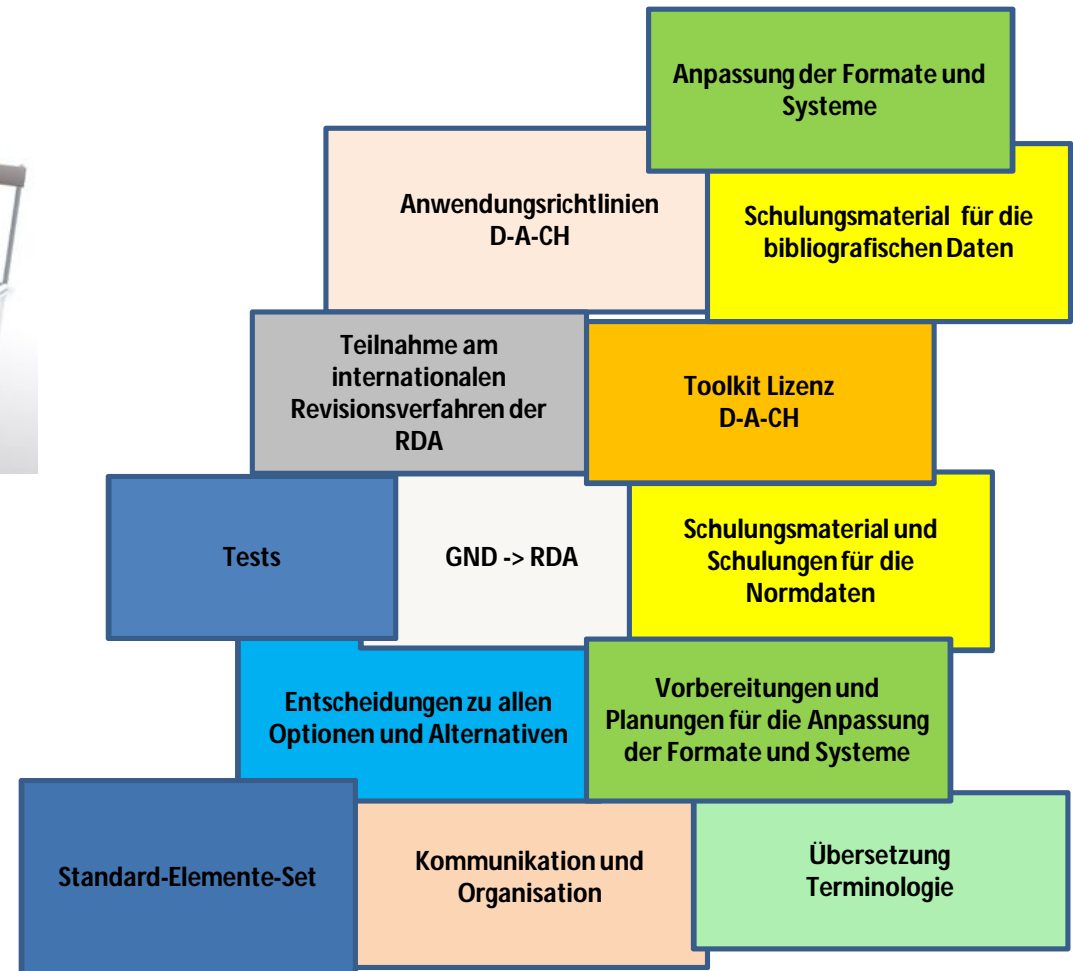 Anpassung der Formate und
Systeme
Anwendungsrichtlinien
D-A-CH
Schulungsmaterial für die
bibliografischen Daten
Teilnahme am
internationalen
Revisionsverfahren der
RDA
Toolkit Lizenz
D-A-CH
Tests
GND -> RDA
Schulungsmaterial und
Schulungen für die
Normdaten
Entscheidungen zu allen
Optionen und Alternativen
Vorbereitungen und
Planungen für die Anpassung
der Formate und Systeme
Standard-Elemente-Set
Kommunikation und
Organisation
Übersetzung
Terminologie